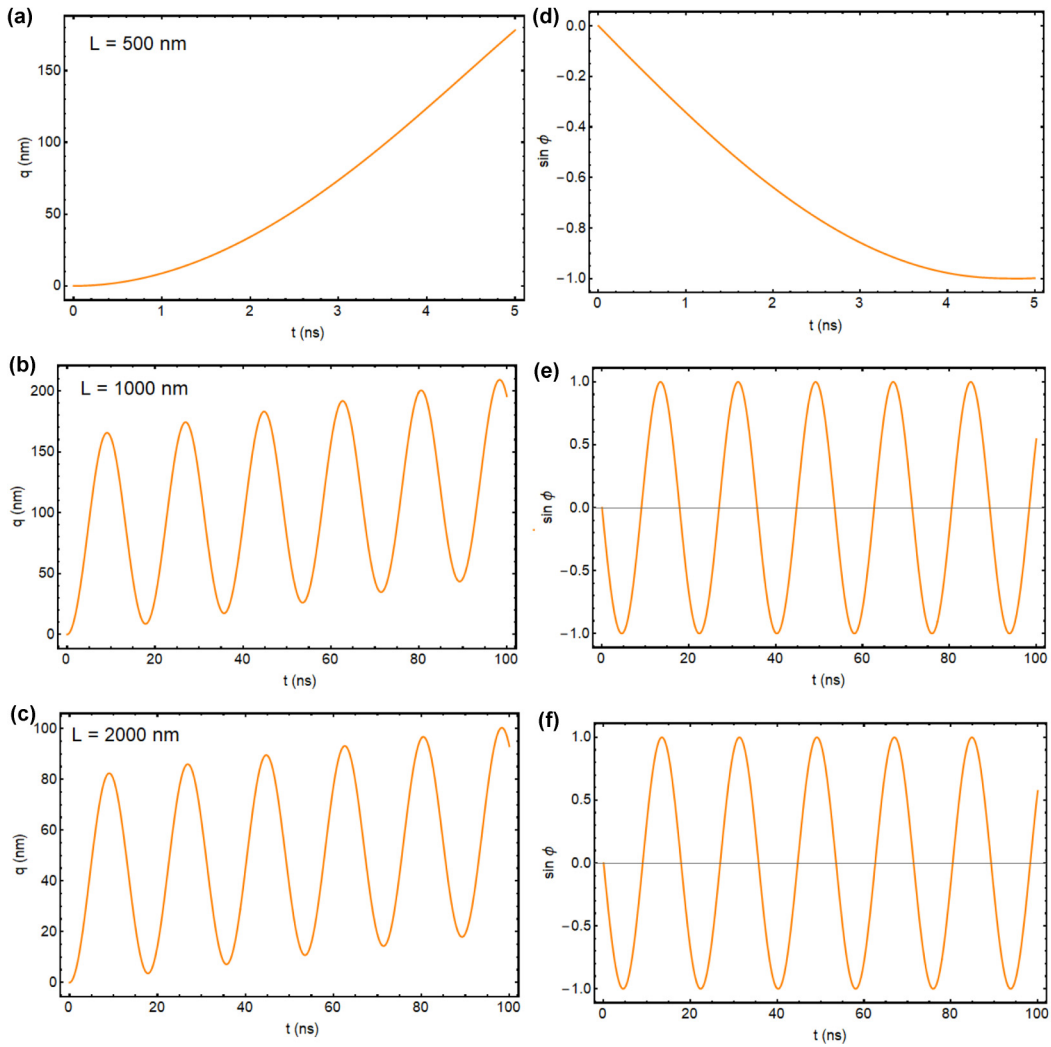 (a)
L = 500 nm
q (nm)
150
100
50
0
0 1 2 3 4 5
t (ns)
(d)
sin ϕ
0.0
−0.2
−0.4
−0.6
−0.8
−1.0
0 1 2 3 4 5
t (ns)
(b)
L = 1000 nm
q (nm)
200
150
100
50
0
0 20 40 60 80 100
t (ns)
(e)
sin ϕ
1.0
0.5
0.0
−0.5
−1.0
0 20 40 60 80 100
t (ns)
(c)
L = 2000 nm
q (nm)
100
80
60
40
20
0
0 20 40 60 80 100
t (ns)
(f)
sin ϕ
1.0
0.5
0.0
−0.5
−1.0
0 20 40 60 80 100
t (ns)